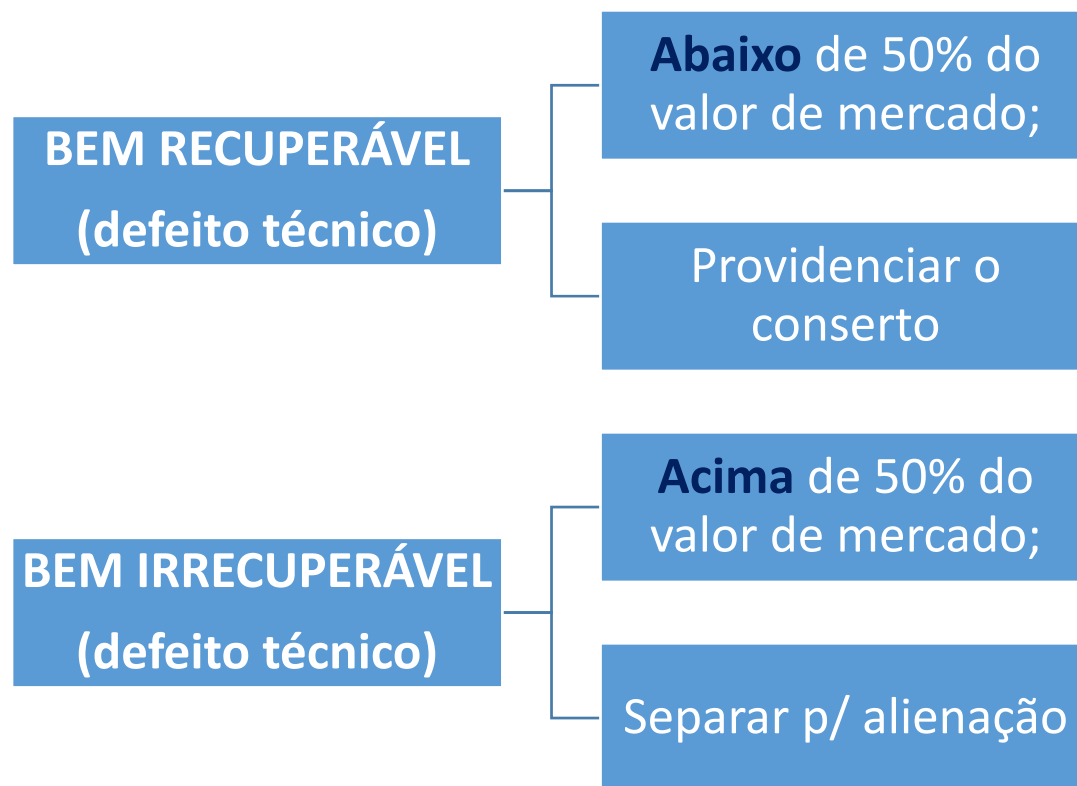 BEM RECUPERÁVEL
(defeito técnico)
Abaixo de 50% do
valor de mercado;
Providenciar o
conserto
BEM IRRECUPERÁVEL
(defeito técnico)
Acima de 50% do
valor de mercado;
Separar p/ alienação